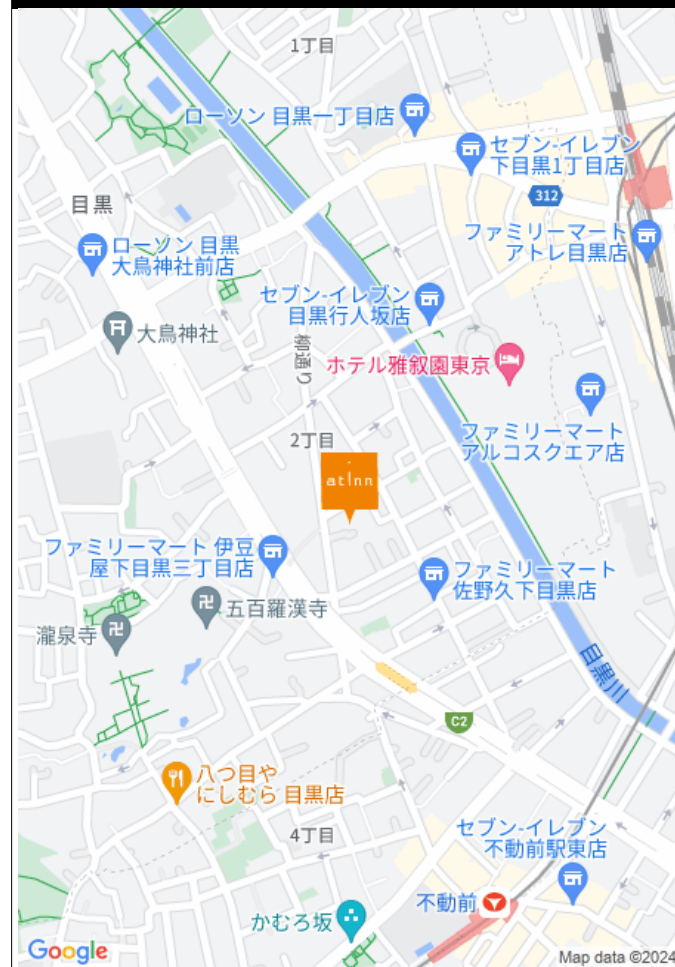 1丁目
ローソン 目黒一丁目店
セブン-イレブン
下目黒1丁目店
312
目黒
ファミリーマート
アトレ目黒店
ローソン 目黒
大鳥神社前店
セブン-イレブン
目黒行人坂店
大鳥神社
柳通り
ホテル雅叙園東京
ファミリーマート
アルコスクエア店
2丁目
atInn
ファミリーマート 伊豆
屋下目黒三丁目店
ファミリーマート
佐野久下目黒店
五百羅漢寺
瀧泉寺
目黒川
C2
八つ目や
にしむら 目黒店
4丁目
セブン-イレブン
不動前駅東店
不動前
かむろ坂
Google
Map data ©2024